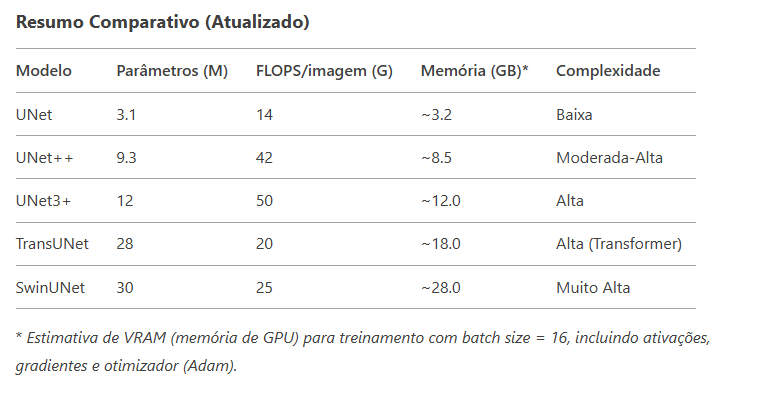 Resumo Comparativo (Atualizado)
Modelo Parâmetros (M) FLOPS/imagem (G) Memória (GB)* Complexidade
UNet 3.1 14 ~3.2 Baixa
UNet++ 9.3 42 ~8.5 Moderada-Alta
UNet3+ 12 50 ~12.0 Alta
TransUNet 28 20 ~18.0 Alta (Transformer)
SwinUNet 30 25 ~28.0 Muito Alta
* Estimativa de VRAM (memória de GPU) para treinamento com batch size = 16, incluindo ativações,
gradientes e otimizador (Adam).